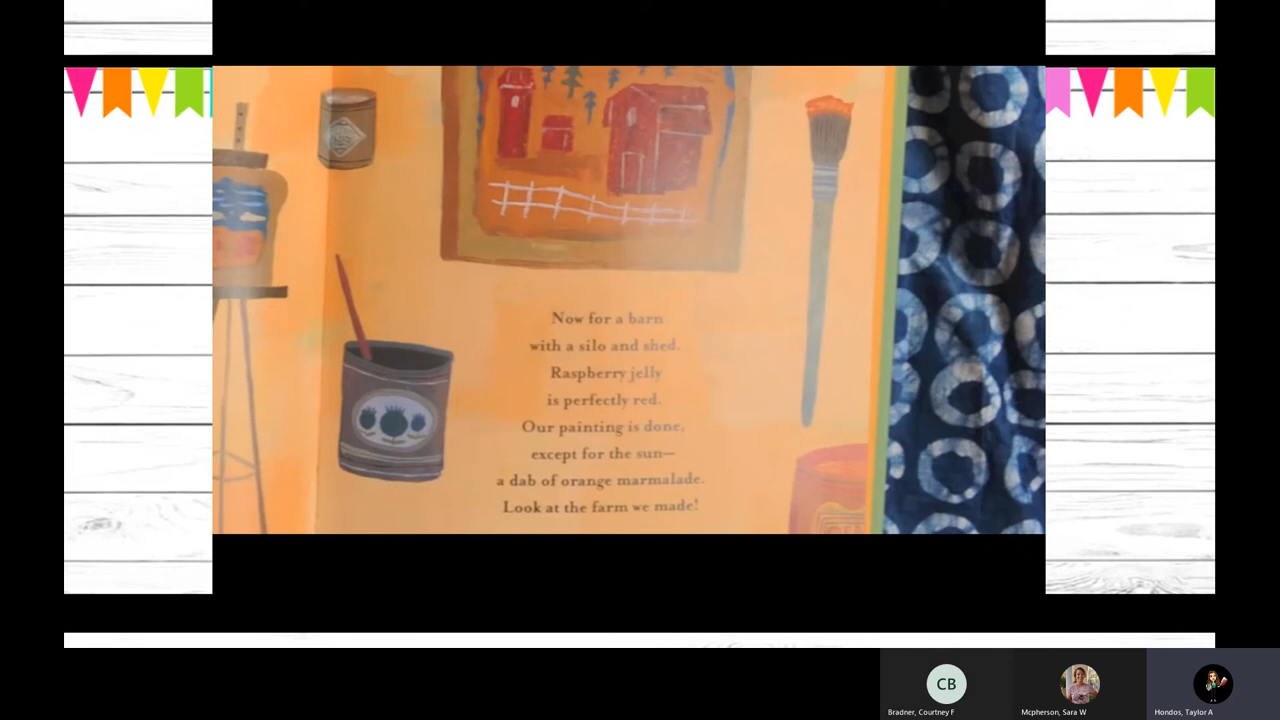 Now for a barn
with a silo and shed.
Raspberry jelly
is perfectly red.
Our painting is done,
except for the sun—
a dab of orange marmalade.
Look at the farm we made!
CB
Bradner, Courtney F
Mcpherson, Sara W
Hondos, Taylor A